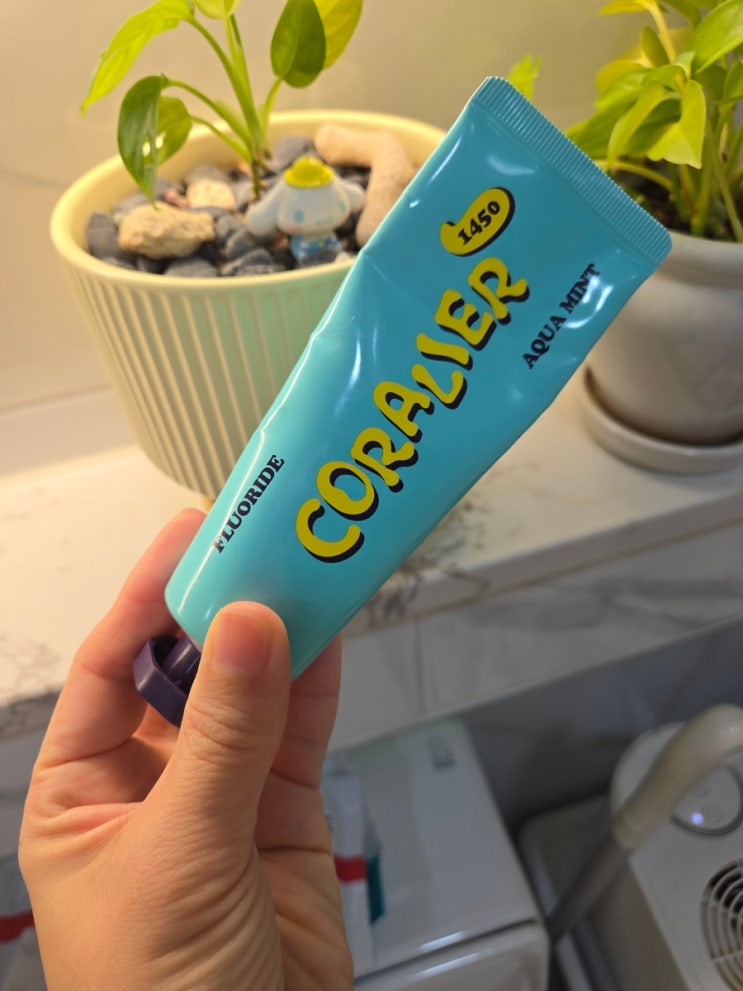 1450
CORALIER
AQUA MINT
FLUORIDE